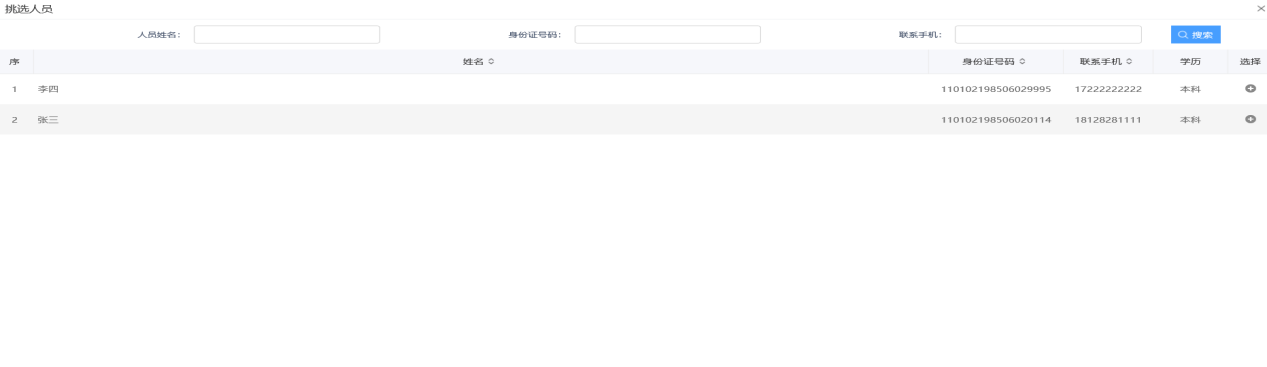 挑选人员
人员姓名： 身份证号码： 联系手机： 搜索
序 姓名 身份证号码 联系手机 学历 选择
1 李四 110102198506029995 17222222222 本科
2 张三 110102198506020114 18128281111 本科